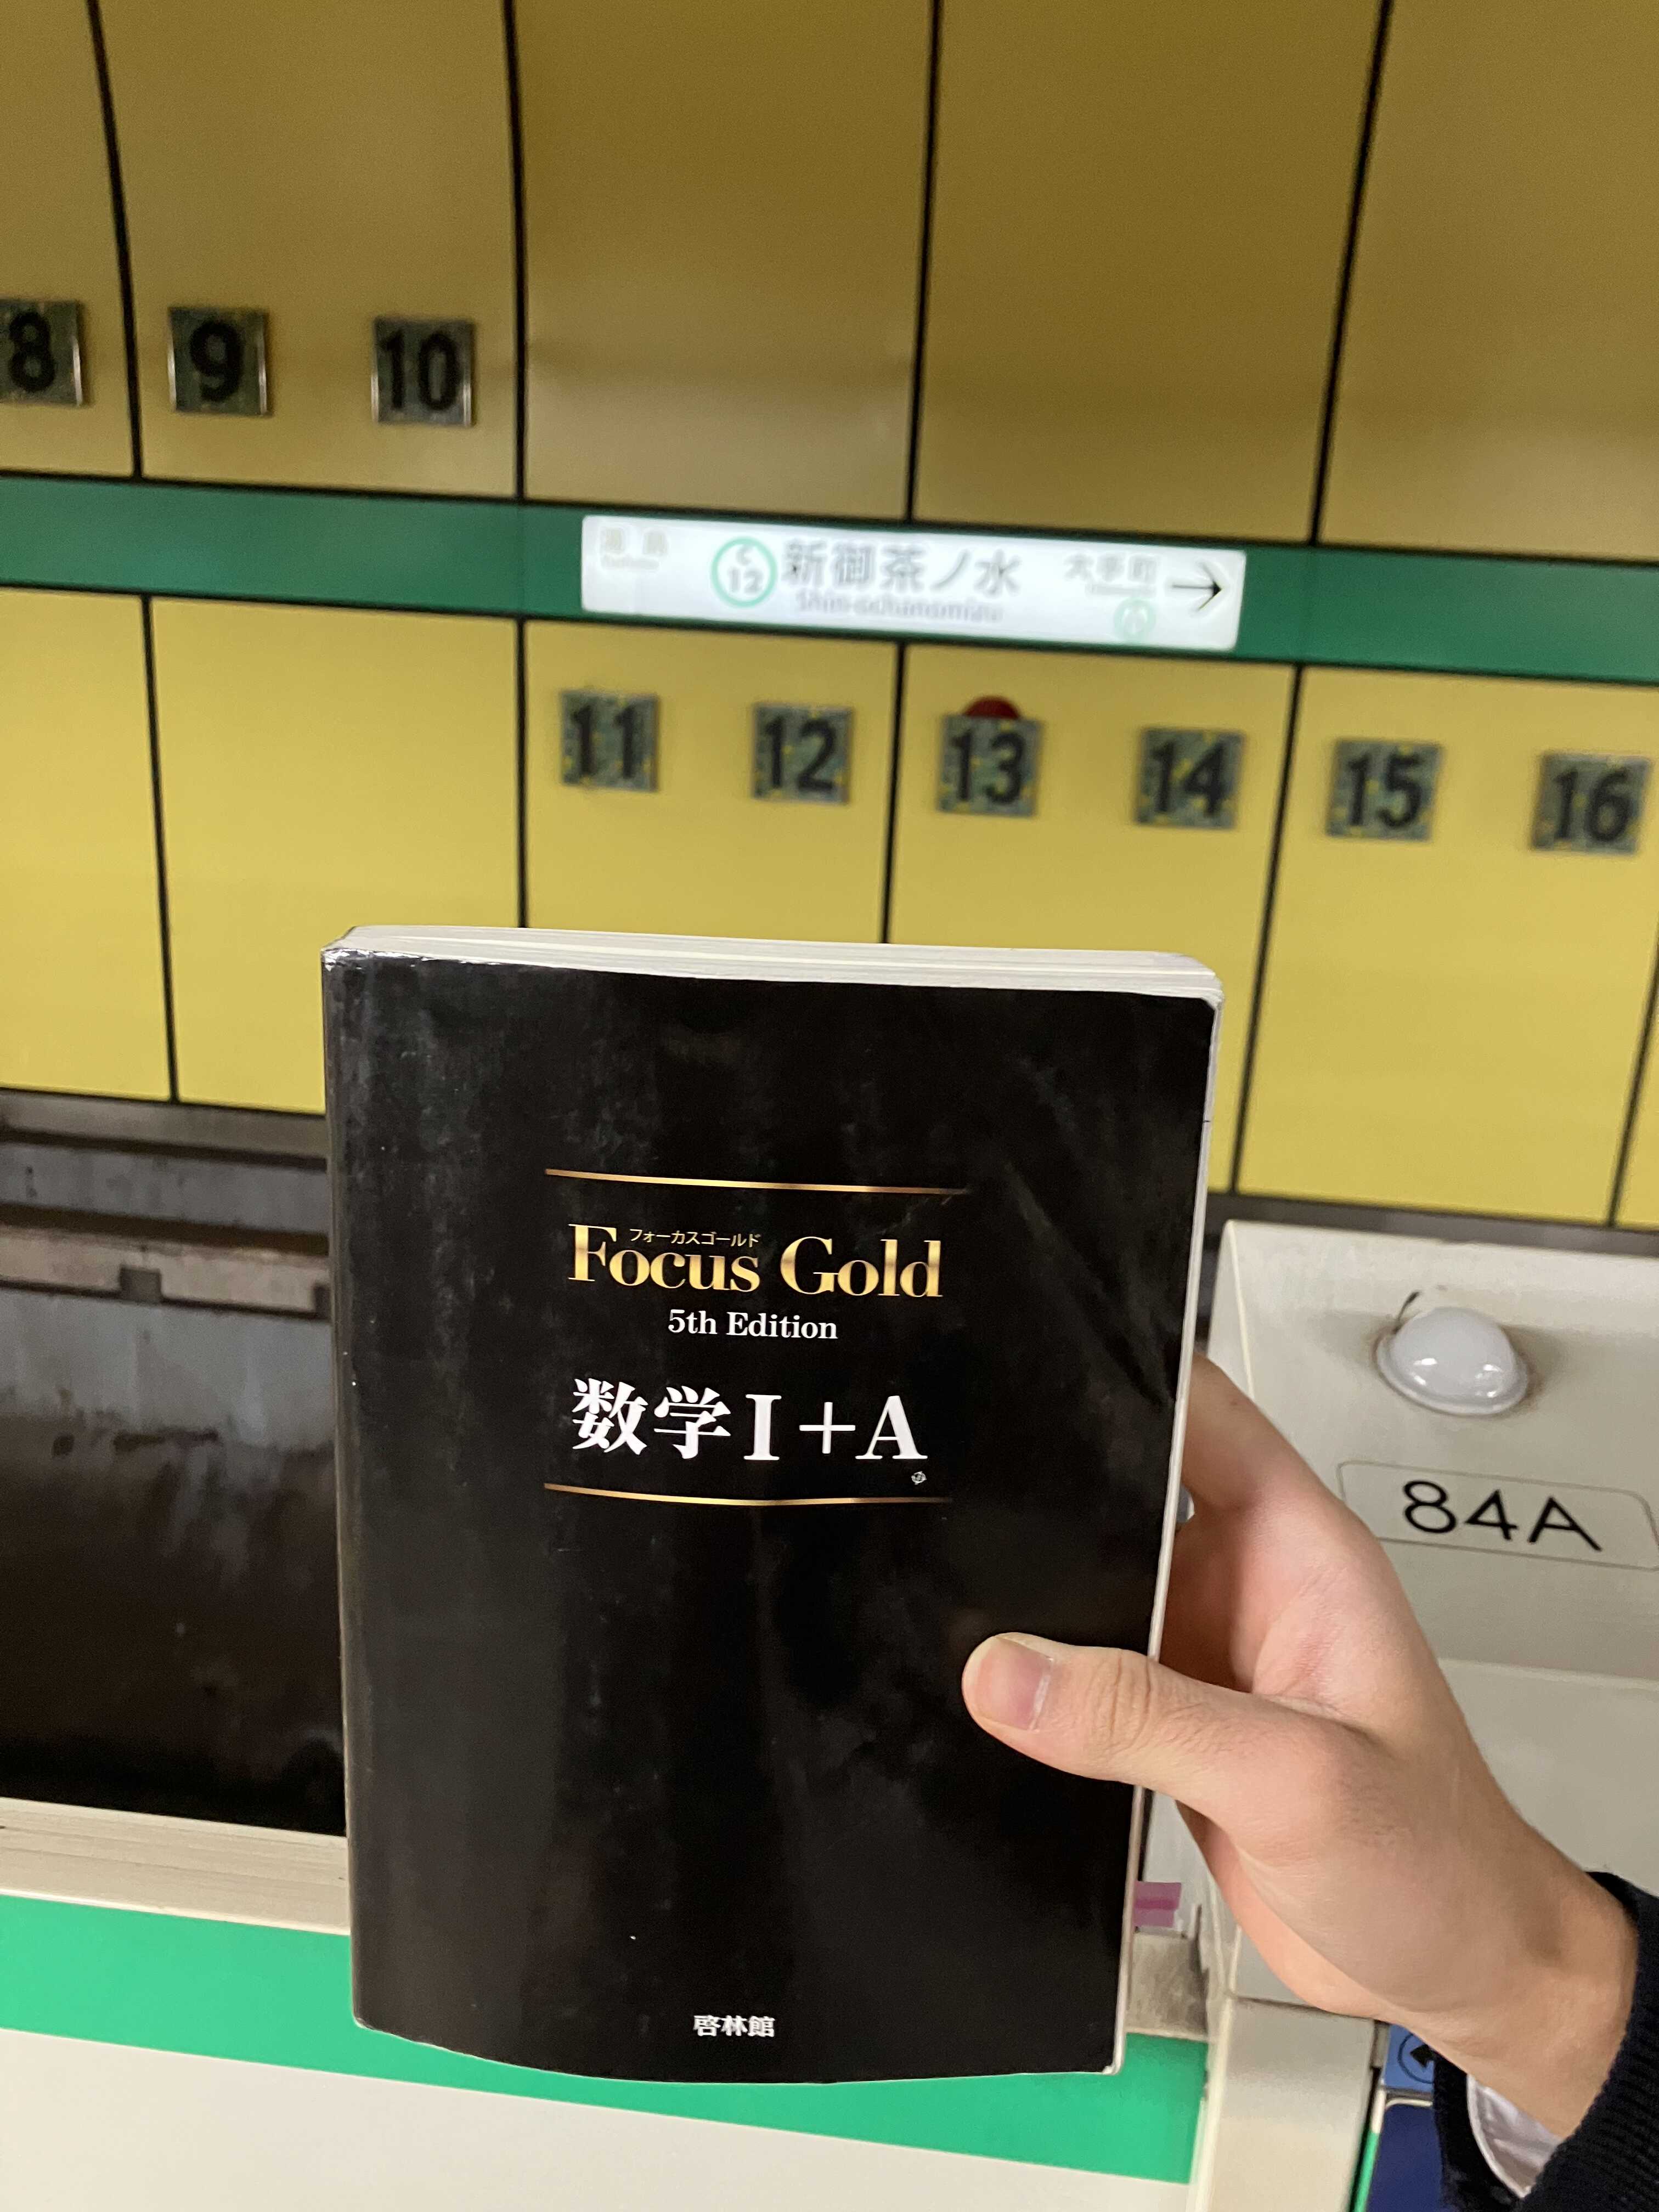 8 9 10
湯島
C
12
新御茶ノ水
Shin-ochanomizu
大手町
11 12 13 14 15 16
フォーカスゴールド
Focus Gold
5th Edition
数学Ⅰ+A
84A
啓林館